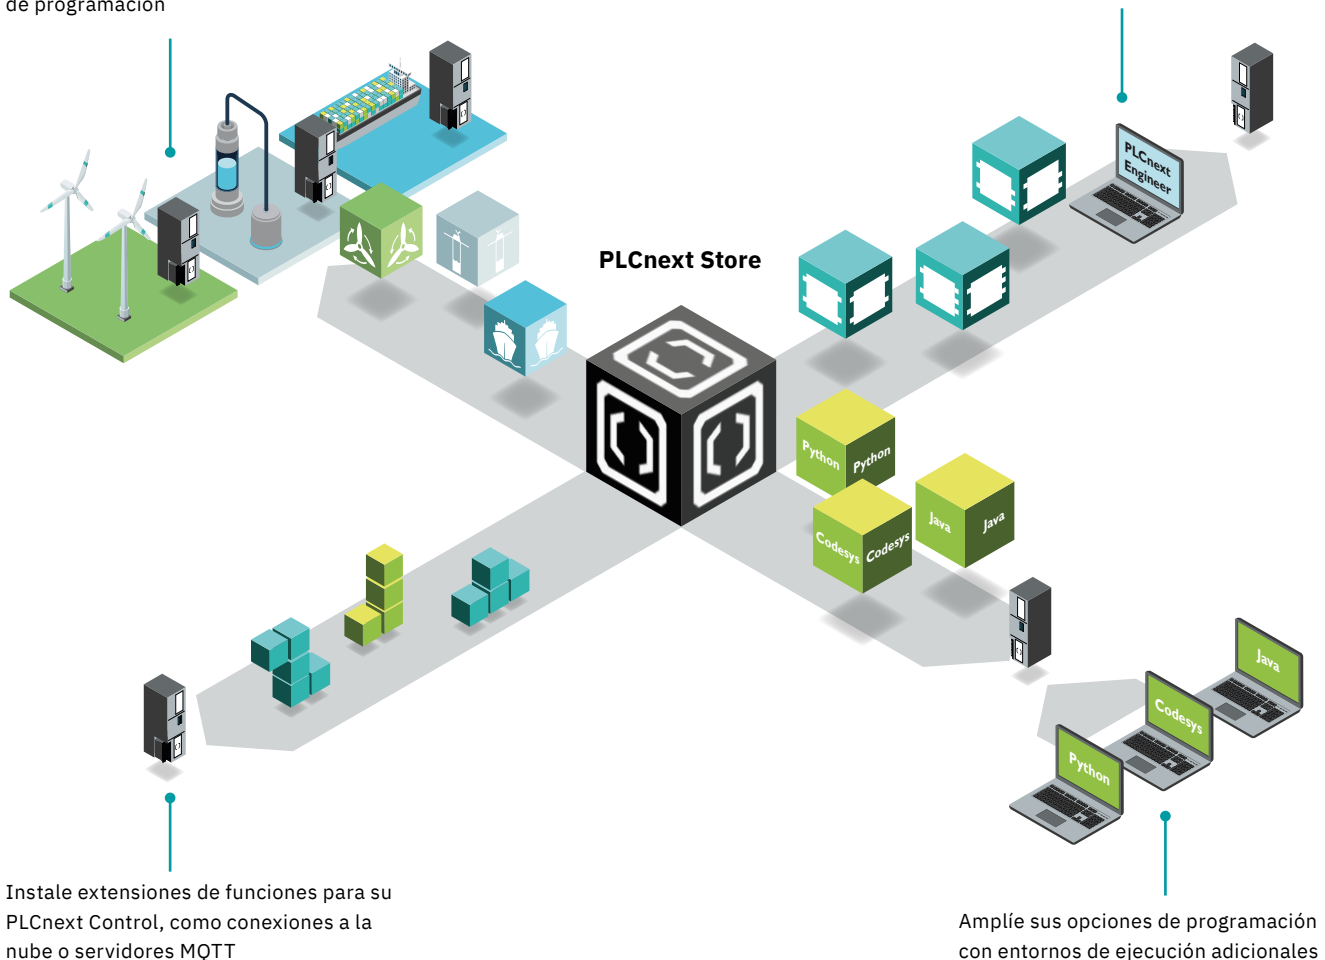 de programación
PLCnext
Engineer
PLCnext Store
Python
Python
Java
Java
Codesys
Codesys
Java
Codesys
Python
Instale extensiones de funciones para su
PLCnext Control, como conexiones a la
nube o servidores MQTT
Amplíe sus opciones de programación
con entornos de ejecución adicionales